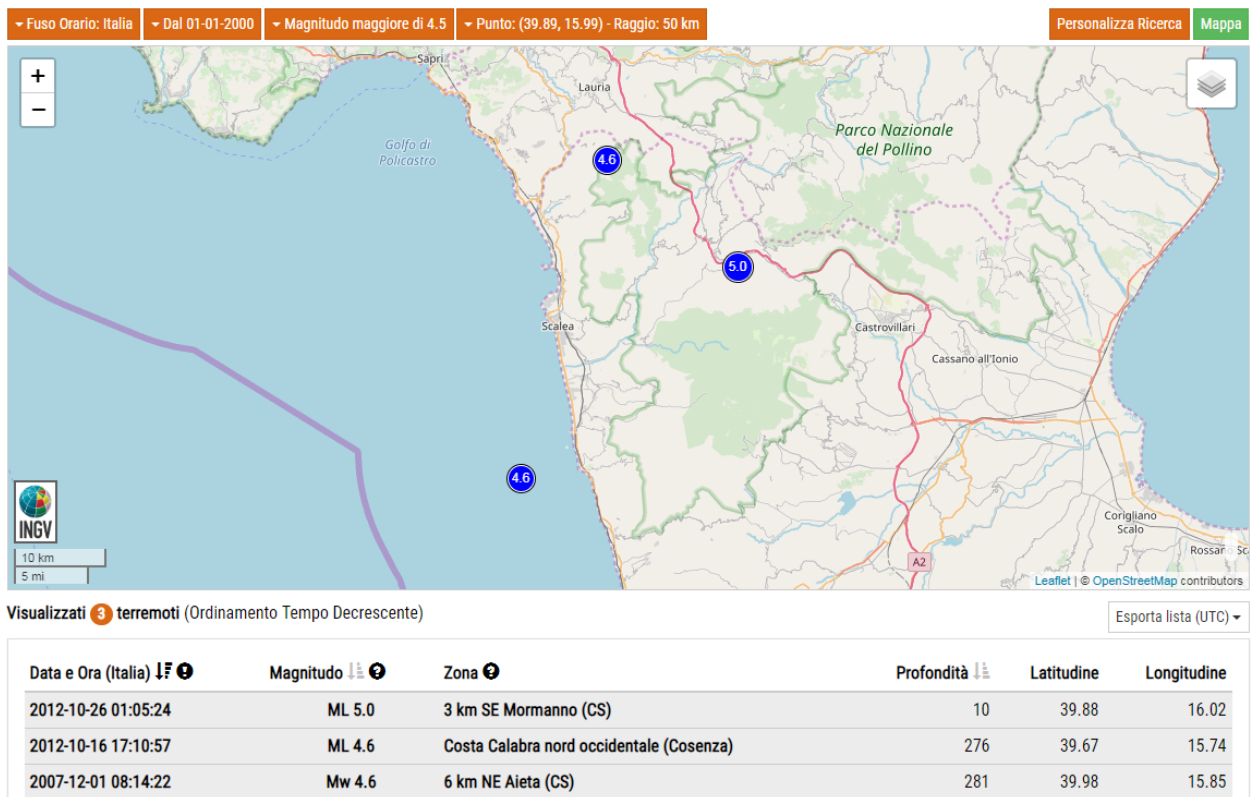 Fuso Orario: Italia Dal 01-01-2000 Magnitudo maggiore di 4.5 Punto: (39.89, 15.99) - Raggio: 50 km Personalizza Ricerca Mappa
+
−
Sapri
Lauria
Golfo di
Policastro
Parco Nazionale
del Pollino
4.6
5.0
Scalea
Castrovillari
Cassano all'Ionio
4.6
INGV
Corigliano
Scalo
Rossano Sc
10 km
5 mi
A2
Leaflet | © OpenStreetMap contributors
Visualizzati 3 terremoti (Ordinamento Tempo Decrescente) Esporta lista (UTC)
Data e Ora (Italia) Magnitudo Zona Profondità Latitudine Longitudine
2012-10-26 01:05:24 ML 5.0 3 km SE Mormanno (CS) 10 39.88 16.02
2012-10-16 17:10:57 ML 4.6 Costa Calabra nord occidentale (Cosenza) 276 39.67 15.74
2007-12-01 08:14:22 Mw 4.6 6 km NE Aieta (CS) 281 39.98 15.85